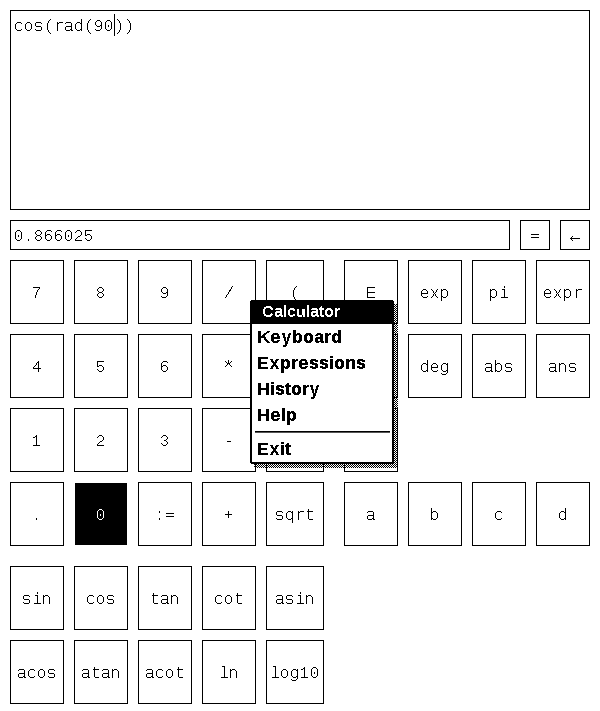 cos(rad(90))
0.866025 = ←
7 8 9 / ( E exp pi expr
Calculator
Keyboard
Expressions
History
Help
Exit
4 5 6 * deg abs ans
1 2 3 -
. 0 := + sqrt a b c d
sin cos tan cot asin
acos atan acot ln log10